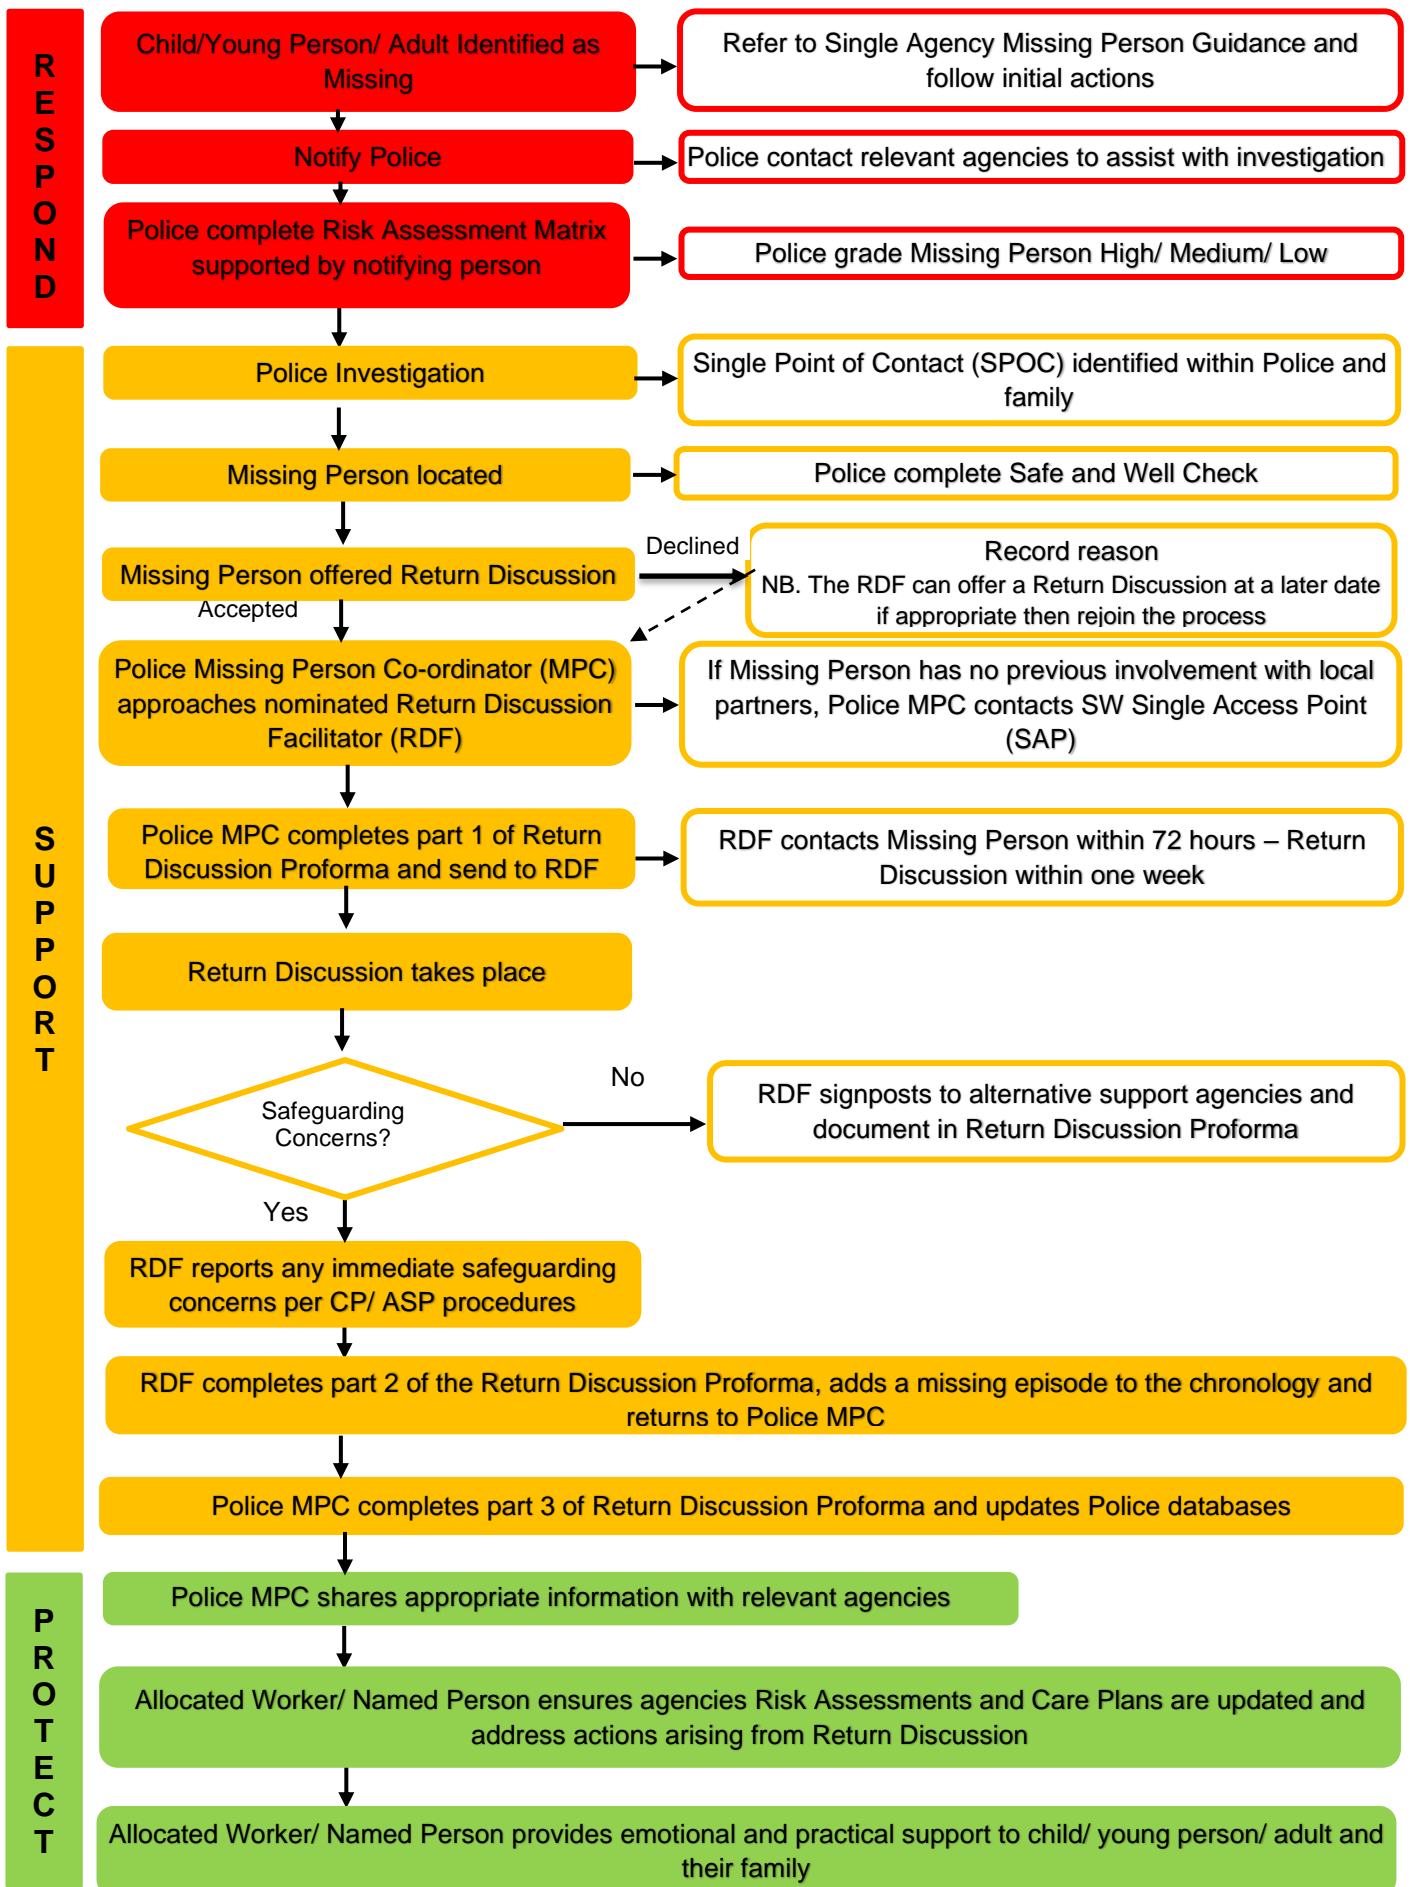 RESPOND
Child/Young Person/ Adult Identified as
Missing
Refer to Single Agency Missing Person Guidance and
follow initial actions
Notify Police
Police contact relevant agencies to assist with investigation
Police complete Risk Assessment Matrix
supported by notifying person
Police grade Missing Person High/ Medium/ Low
SUPPORT
Police Investigation
Single Point of Contact (SPOC) identified within Police and
family
Missing Person located
Police complete Safe and Well Check
Missing Person offered Return Discussion
Declined
Record reason
NB. The RDF can offer a Return Discussion at a later date
if appropriate then rejoin the process
Accepted
Police Missing Person Co-ordinator (MPC)
approaches nominated Return Discussion
Facilitator (RDF)
If Missing Person has no previous involvement with local
partners, Police MPC contacts SW Single Access Point
(SAP)
Police MPC completes part 1 of Return
Discussion Proforma and send to RDF
RDF contacts Missing Person within 72 hours – Return
Discussion within one week
Return Discussion takes place
Safeguarding
Concerns?
No
RDF signposts to alternative support agencies and
document in Return Discussion Proforma
Yes
RDF reports any immediate safeguarding
concerns per CP/ ASP procedures
RDF completes part 2 of the Return Discussion Proforma, adds a missing episode to the chronology and
returns to Police MPC
Police MPC completes part 3 of Return Discussion Proforma and updates Police databases
PROTECT
Police MPC shares appropriate information with relevant agencies
Allocated Worker/ Named Person ensures agencies Risk Assessments and Care Plans are updated and
address actions arising from Return Discussion
Allocated Worker/ Named Person provides emotional and practical support to child/ young person/ adult and
their family